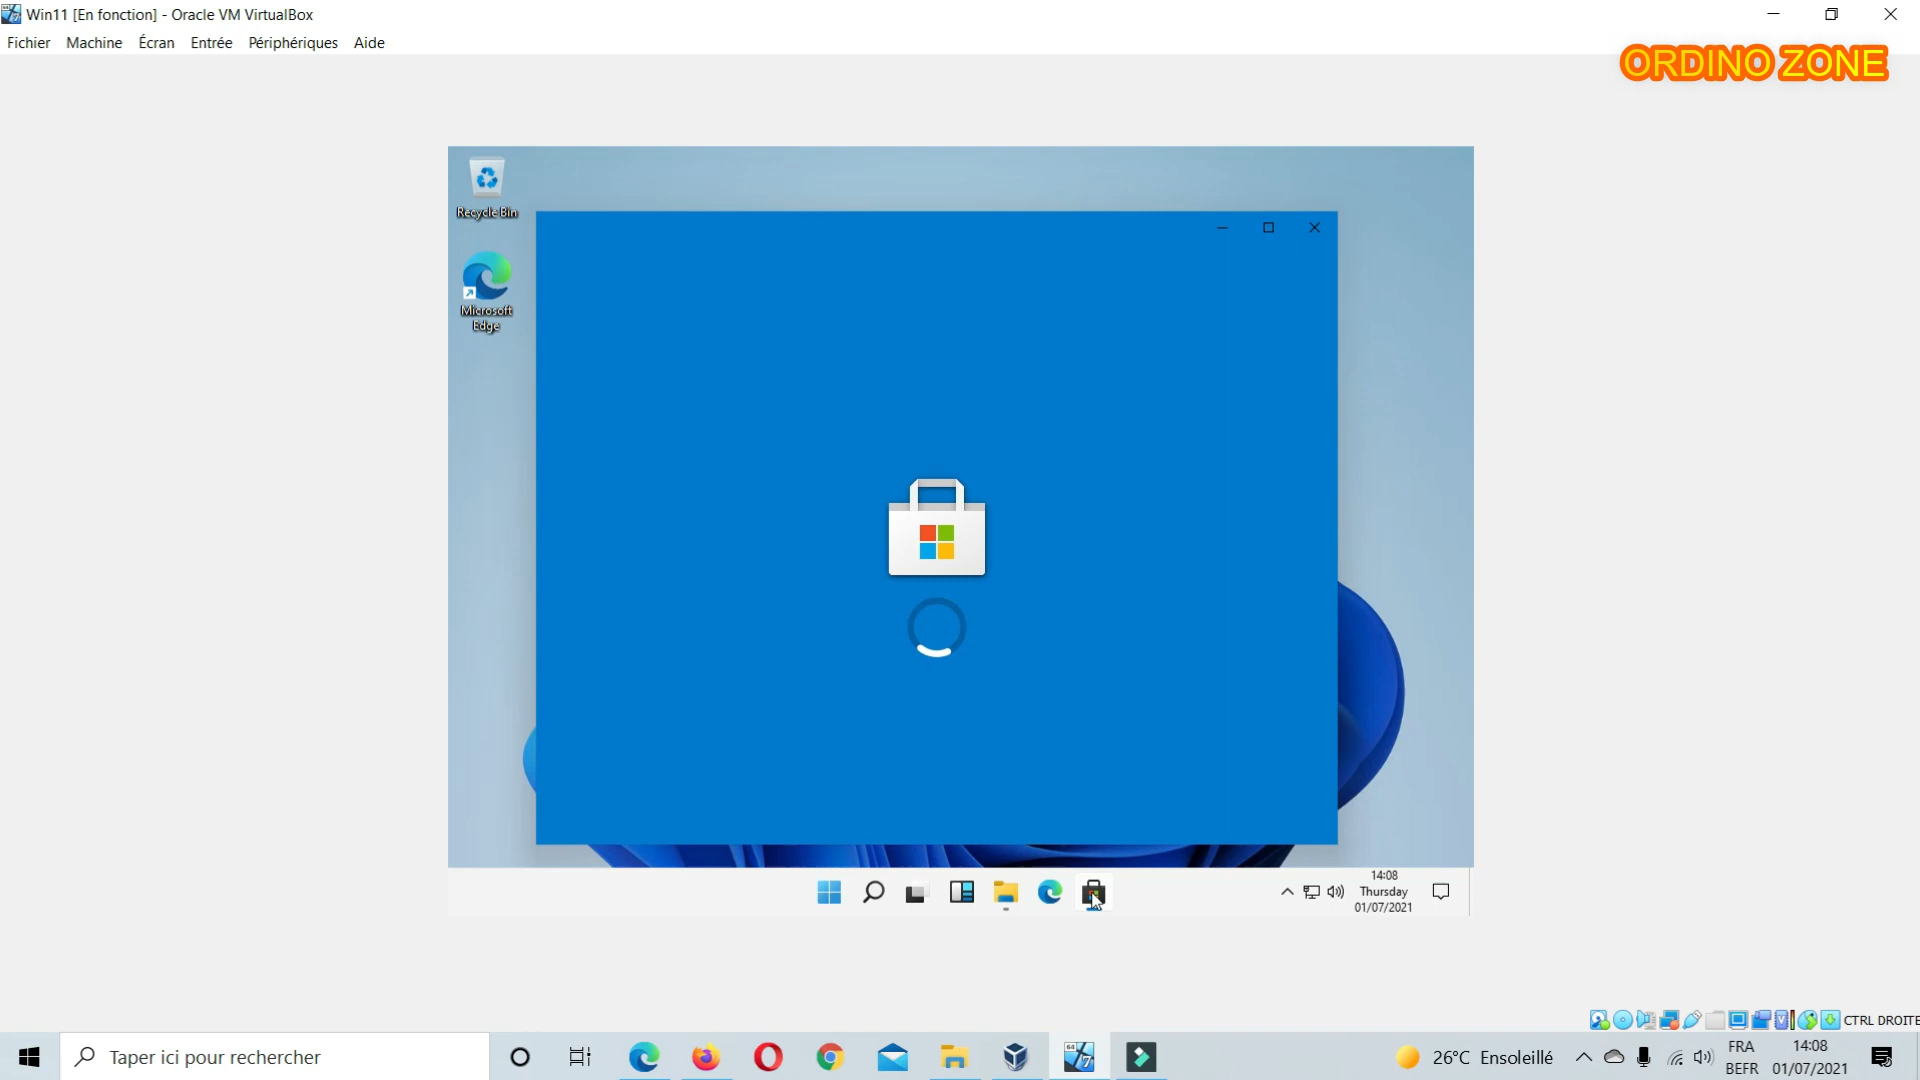 Win11 [En fonction] - Oracle VM VirtualBox
Fichier Machine Écran Entrée Périphériques Aide
ORDINO ZONE
Recycle Bin
Microsoft
Edge
14:08
Thursday
01/07/2021
CTRL DROITE
Taper ici pour rechercher
64
7
26°C Ensoleillé
FRA
BEFR
14:08
01/07/2021